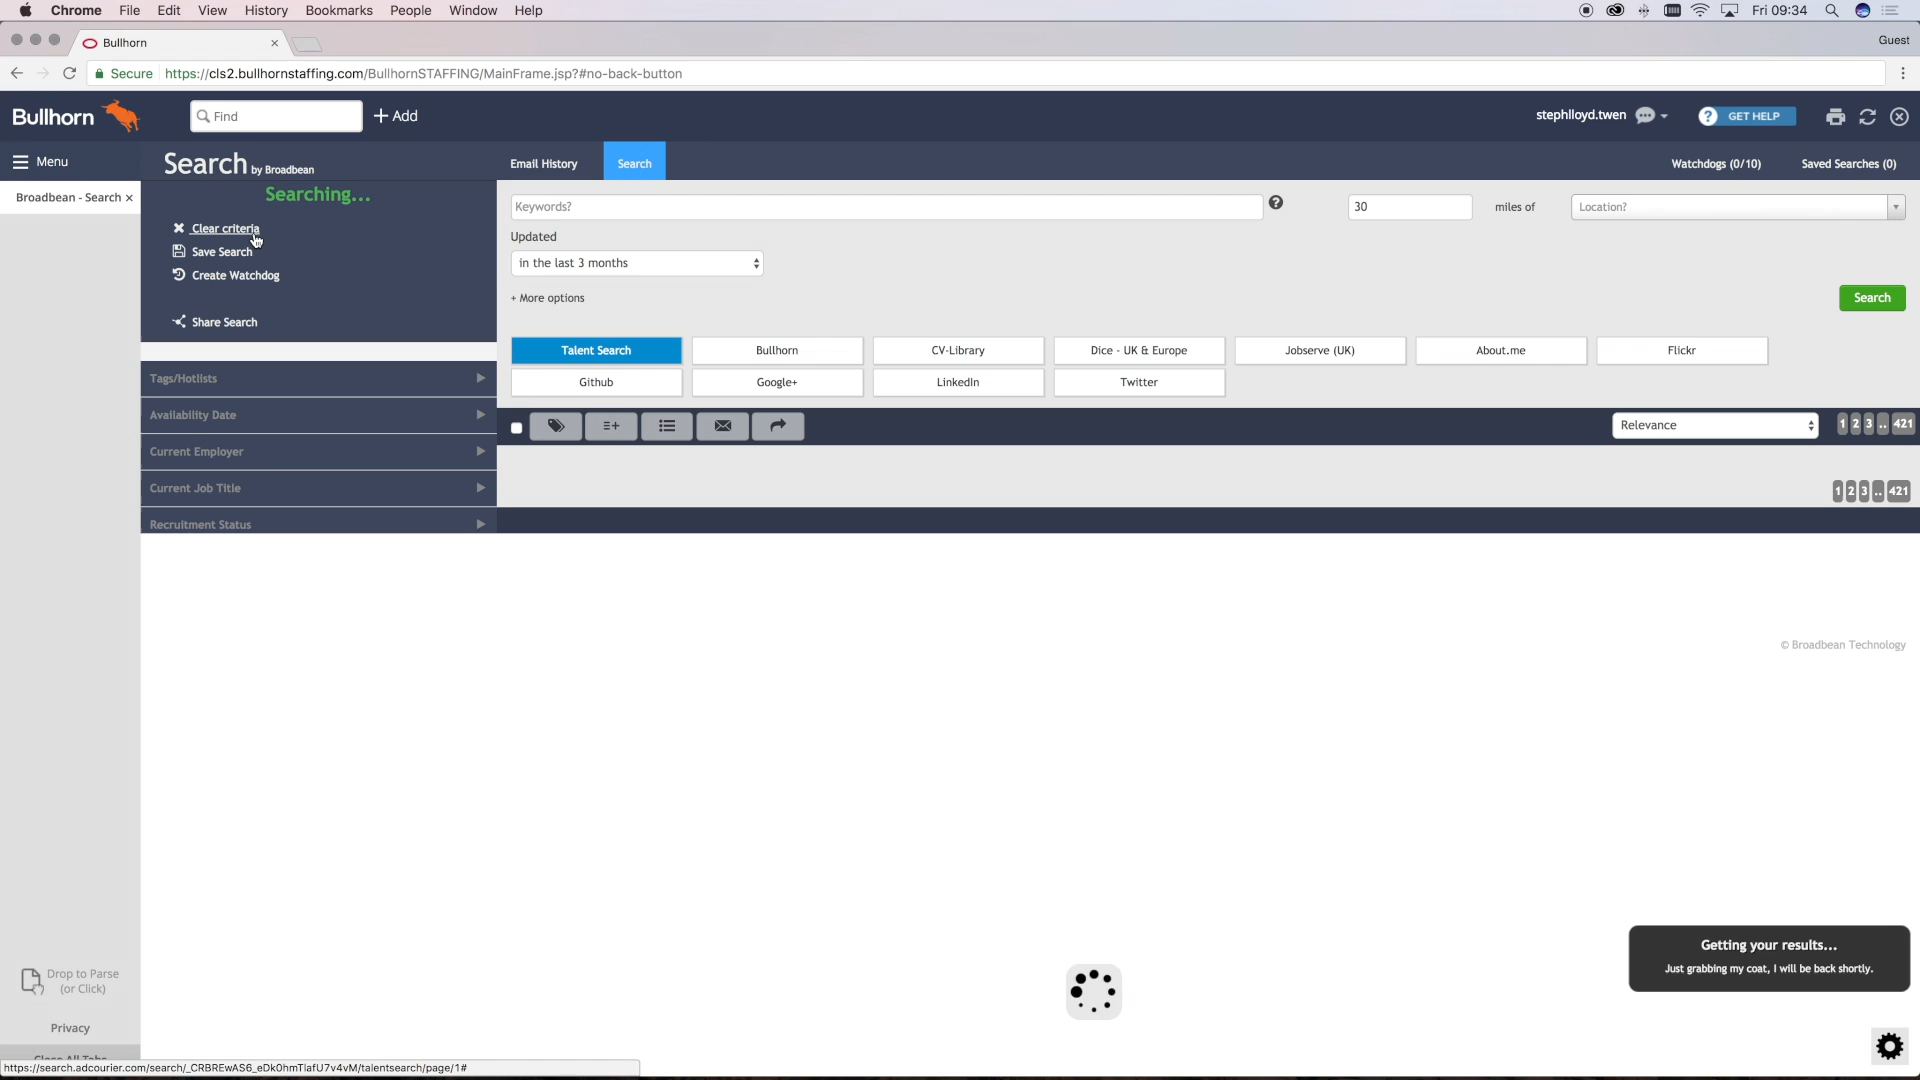 Chrome File Edit View History Bookmarks People Window Help Fri 09:34
Bullhorn Guest
Secure https://cls2.bullhornstaffing.com/BullhornSTAFFING/MainFrame.jsp?#no-back-button
Bullhorn Find + Add stephlloyd.twen ? GET HELP
Menu Search by Broadbean Email History Search Watchdogs (0/10) Saved Searches (0)
Broadbean - Search × Searching...
Keywords? ? 30 miles of Location?
Clear criteria
Updated
Save Search
in the last 3 months
Create Watchdog
+ More options Search
Share Search
Talent Search Bullhorn CV-Library Dice - UK & Europe Jobserve (UK) About.me Flickr
Tags/Hotlists
Github Google+ LinkedIn Twitter
Availability Date
Relevance 1 2 3 .. 421
Current Employer
Current Job Title
1 2 3 .. 421
Recruitment Status
© Broadbean Technology
Getting your results...
Just grabbing my coat, I will be back shortly.
Drop to Parse
(or Click)
Privacy
Close All Tabs
https://search.adcourier.com/search/_CRBREwAS6_eDk0hmTlafU7v4vM/talentsearch/page/1#